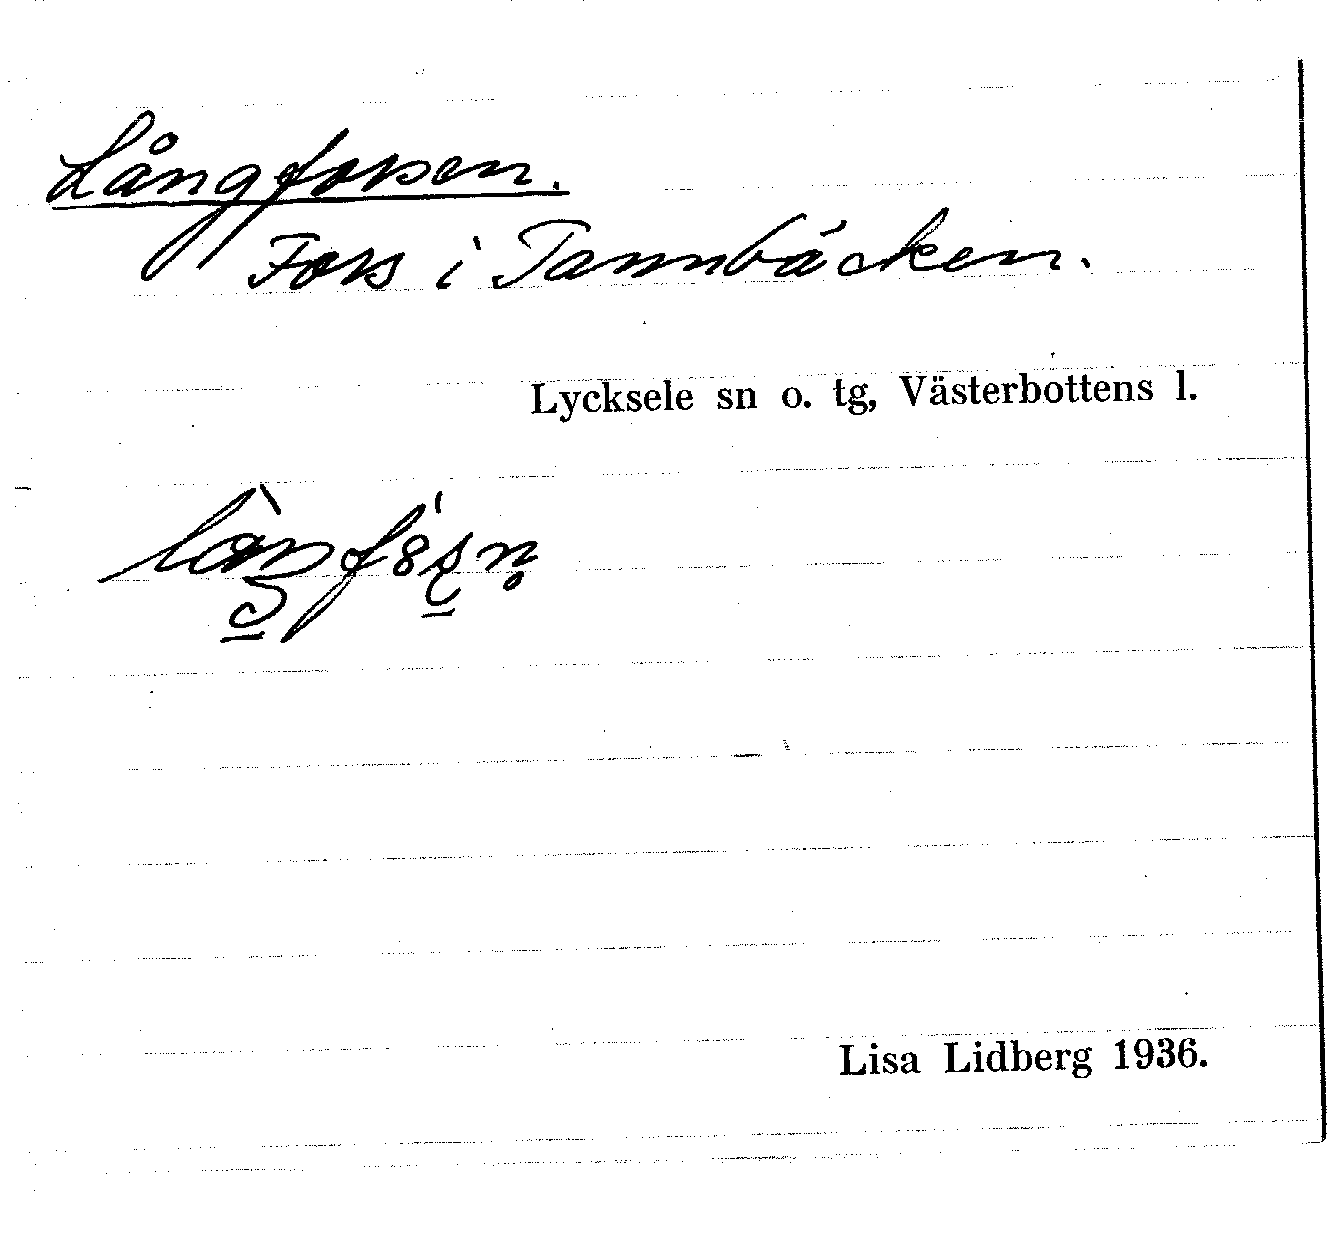 Långforsen.
Fors i Tannbäcken.
Lycksele sn o. tg, Västerbottens l.
Lisa Lidberg 1936.